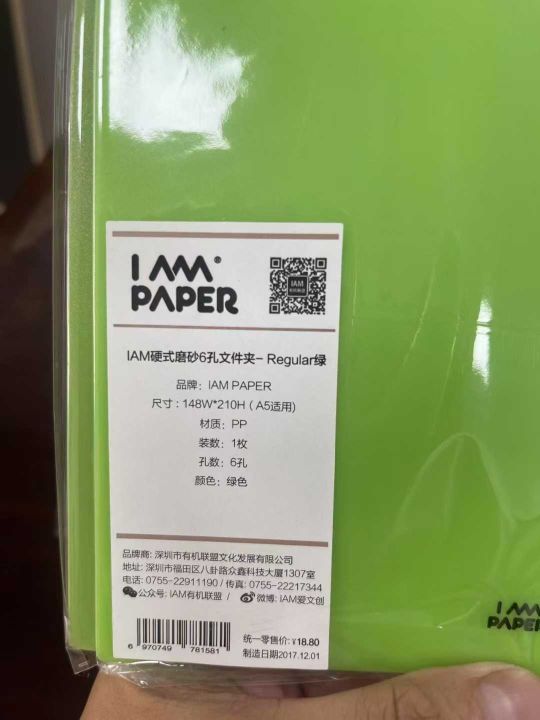 I AM®
PAPER
IAM
IAM硬式磨砂6孔文件夹- Regular绿
品牌: IAM PAPER
尺寸: 148W*210H ( A5适用)
材质: PP
装数: 1枚
孔数: 6孔
颜色: 绿色
品牌商: 深圳市有机联盟文化发展有限公司
地址: 深圳市福田区八卦路众鑫科技大厦1307室
电话: 0755-22911190 / 传真: 0755-22217344
公众号: IAM有机联盟 / 微博: IAM爱文创
6 970749 761581
统一零售价: ¥18.80
制造日期2017.12.01
I AM
PAPER